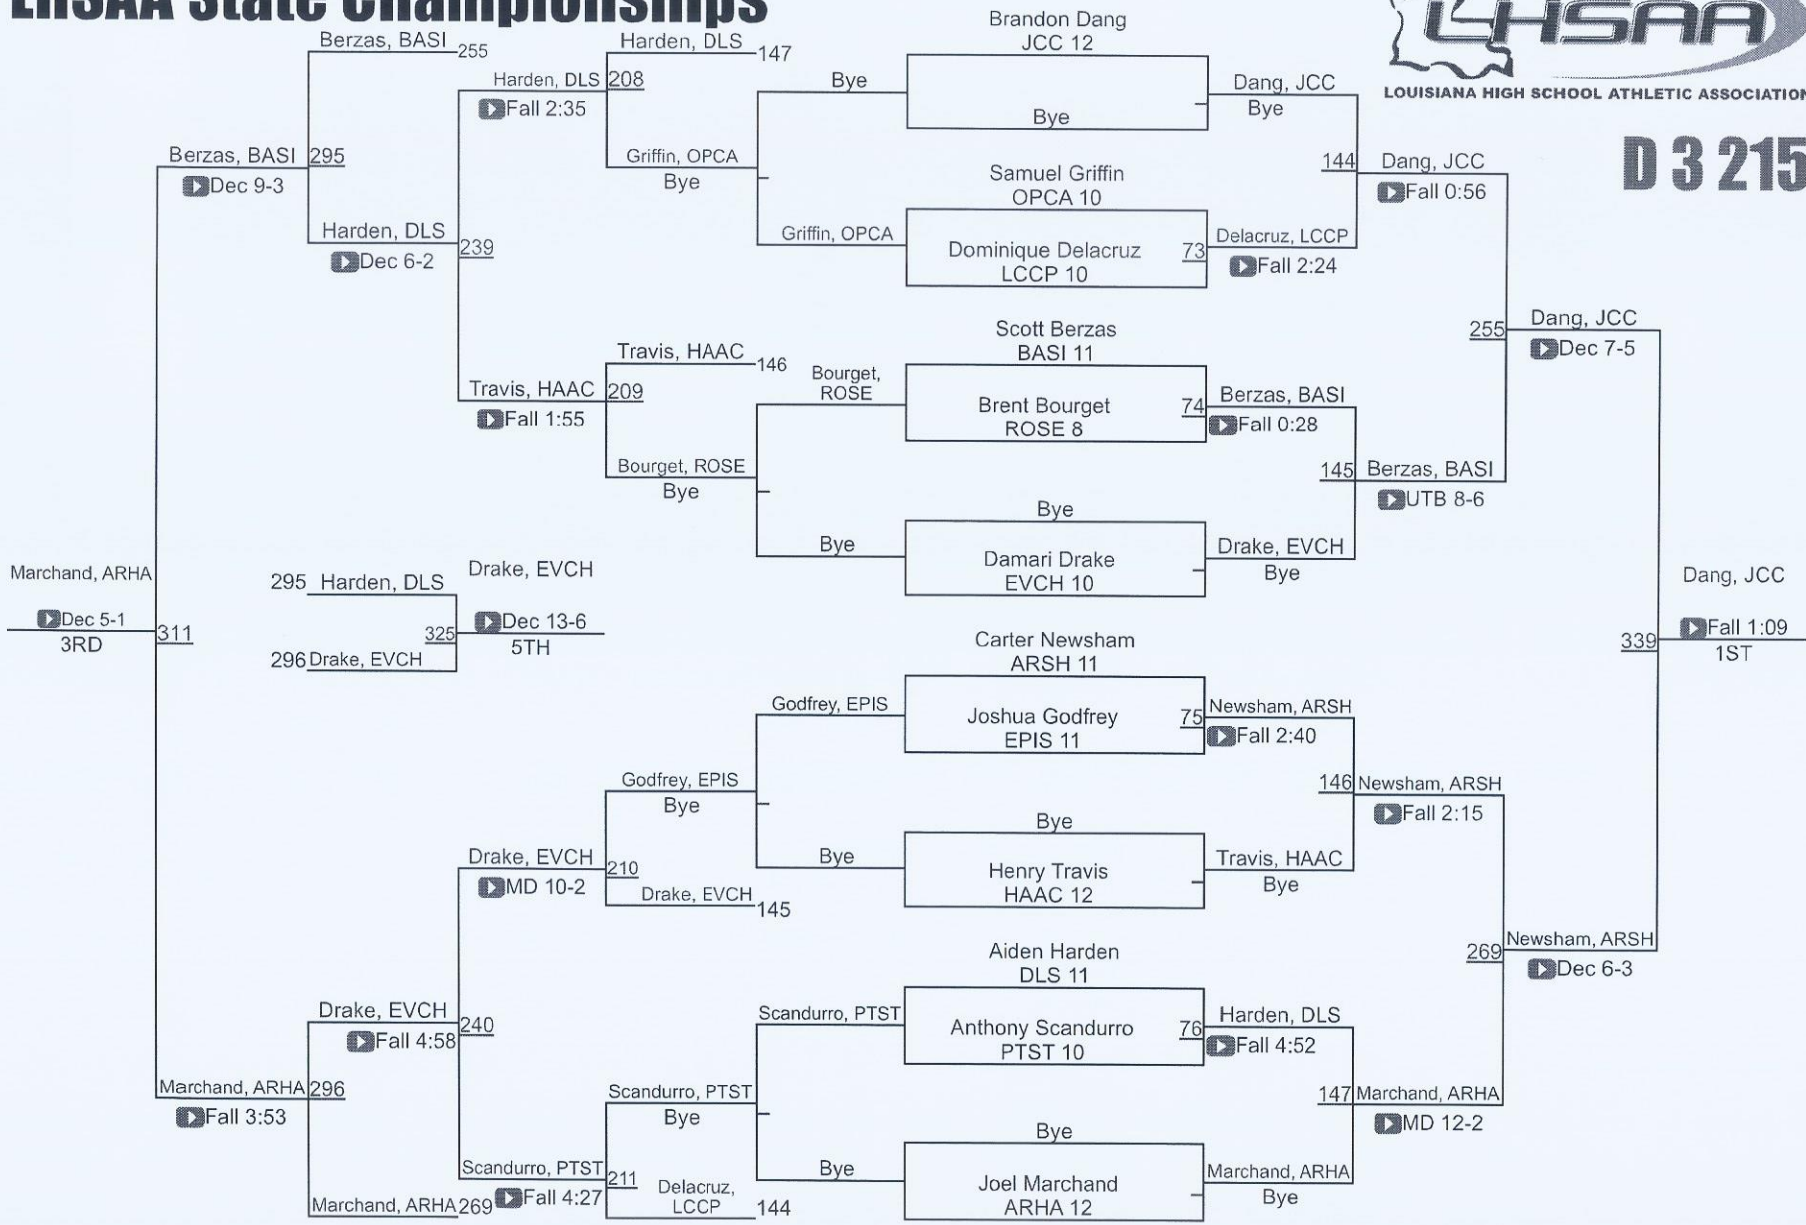 LHSAA State Championships
LHSAA
LOUISIANA HIGH SCHOOL ATHLETIC ASSOCIATION
D 3 215
Brandon Dang
JCC 12
Bye
Samuel Griffin
OPCA 10
Dominique Delacruz
LCCP 10
73
Scott Berzas
BASI 11
Brent Bourget
ROSE 8
74
Bye
Damari Drake
EVCH 10
Carter Newsham
ARSH 11
Joshua Godfrey
EPIS 11
75
Bye
Henry Travis
HAAC 12
Aiden Harden
DLS 11
Anthony Scandurro
PTST 10
76
Bye
Joel Marchand
ARHA 12
Dang, JCC
Bye
Delacruz, LCCP
Fall 2:24
Berzas, BASI
Fall 0:28
Drake, EVCH
Bye
Newsham, ARSH
Fall 2:40
Travis, HAAC
Bye
Harden, DLS
Fall 4:52
Marchand, ARHA
Bye
144 Dang, JCC
Fall 0:56
145 Berzas, BASI
UTB 8-6
146 Newsham, ARSH
Fall 2:15
147 Marchand, ARHA
MD 12-2
255 Dang, JCC
Dec 7-5
269 Newsham, ARSH
Dec 6-3
Dang, JCC
339 Fall 1:09
1ST
Bye
Griffin, OPCA
Bourget,
ROSE
Bye
Godfrey, EPIS
Bye
Scandurro, PTST
Bye
Harden, DLS 147
Griffin, OPCA
Bye
Travis, HAAC 146
Bourget, ROSE
Bye
Godfrey, EPIS
Bye
Drake, EVCH 145
Scandurro, PTST
Bye
Delacruz,
LCCP 144
Harden, DLS 208
Fall 2:35
Travis, HAAC 209
Fall 1:55
Drake, EVCH 210
MD 10-2
Scandurro, PTST 211
Fall 4:27
Berzas, BASI 255
Harden, DLS 239
Dec 6-2
Drake, EVCH 240
Fall 4:58
Marchand, ARHA 269
Berzas, BASI 295
Dec 9-3
Marchand, ARHA 296
Fall 3:53
Marchand, ARHA
Dec 5-1 311
3RD
295 Harden, DLS
296 Drake, EVCH
325
Drake, EVCH
Dec 13-6
5TH